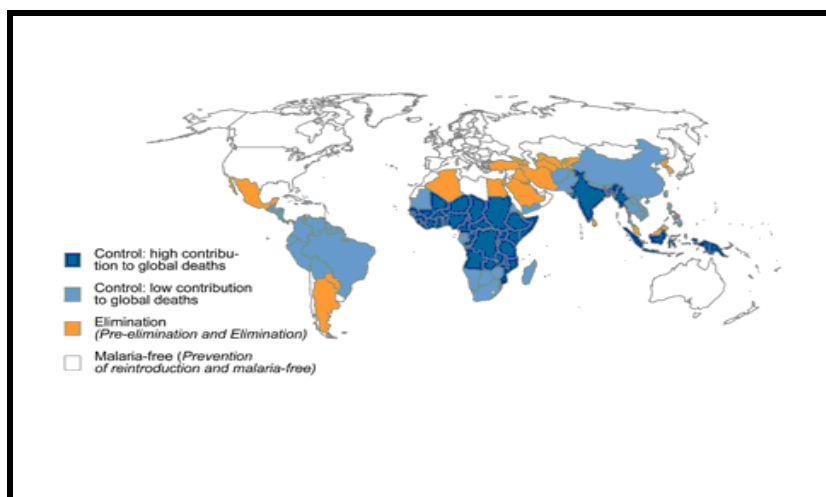 Control: high contribu-
tion to global deaths
Control: low contribution
to global deaths
Elimination
(Pre-elimination and Elimination)
Malaria-free (Prevention
of reintroduction and malaria-free)